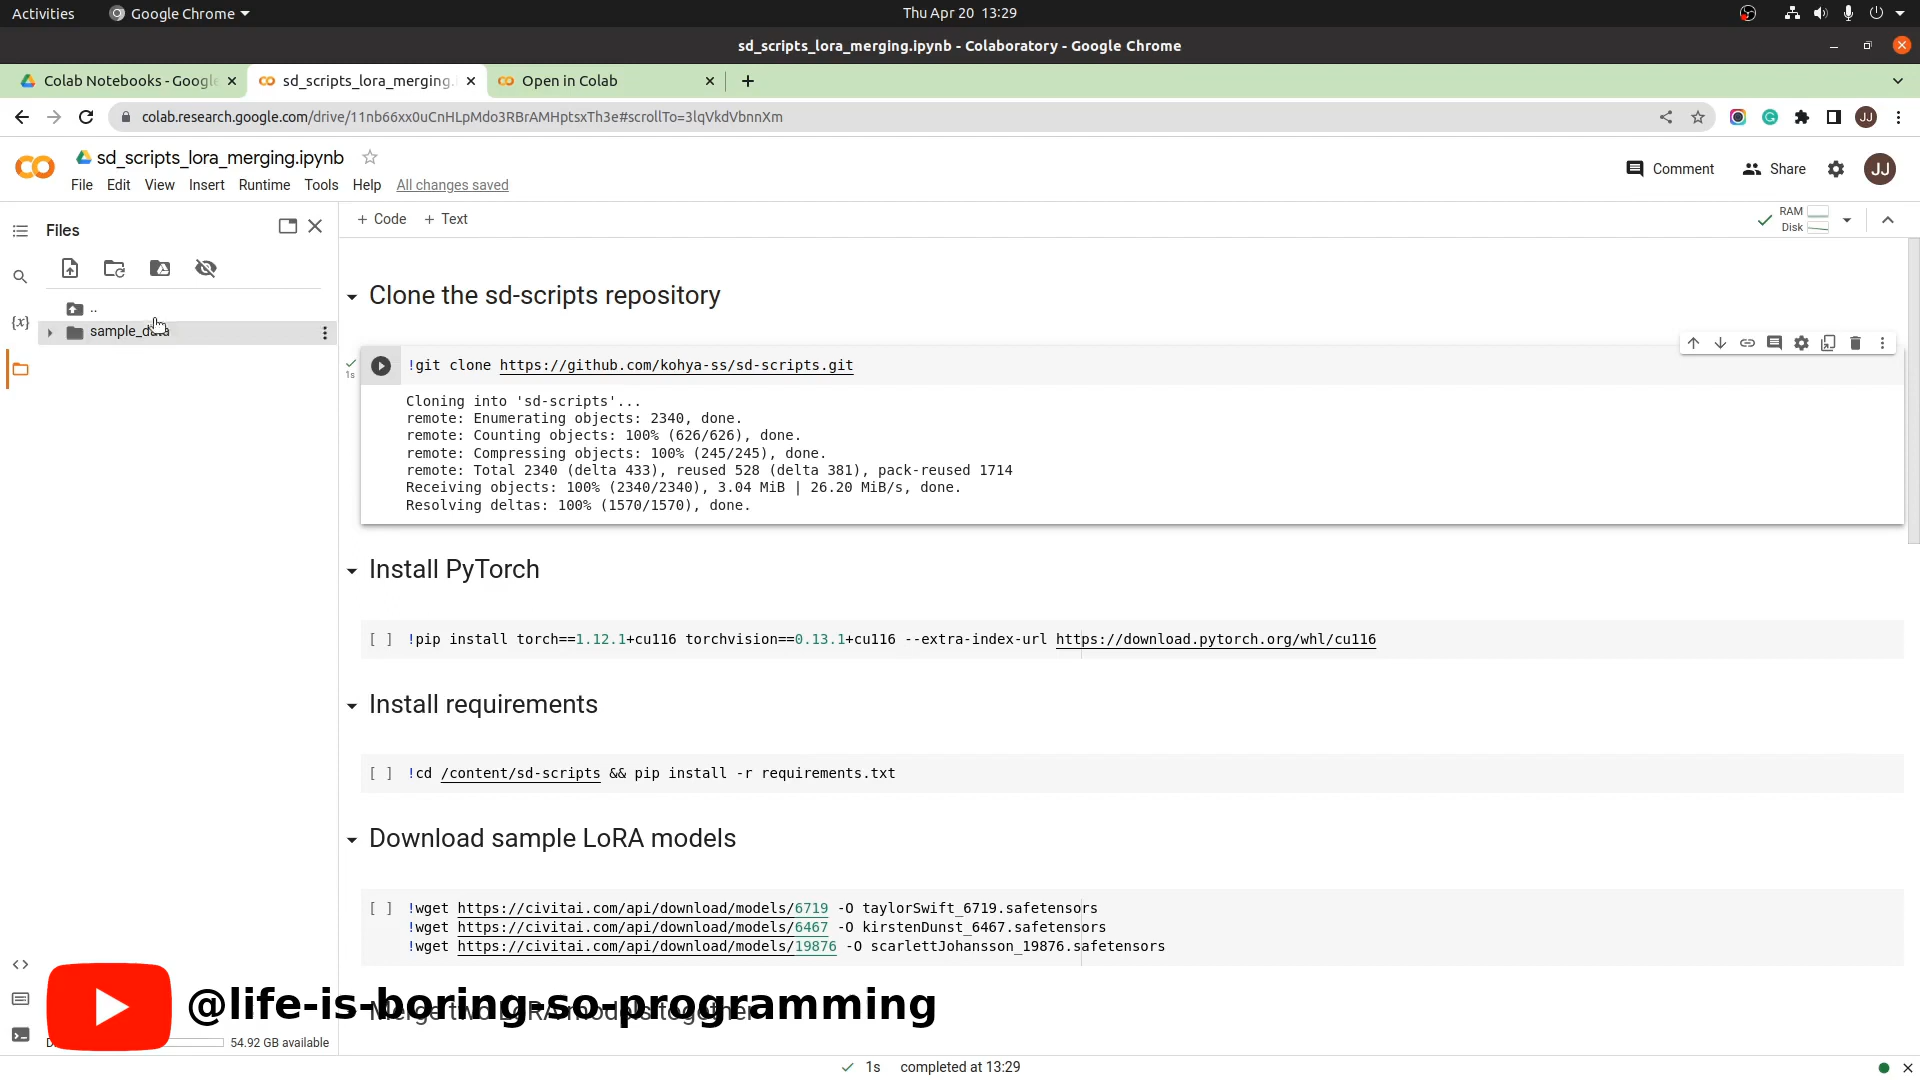 Activities Google Chrome Thu Apr 20 13:29
sd_scripts_lora_merging.ipynb - Colaboratory - Google Chrome
Colab Notebooks - Google sd_scripts_lora_merging. Open in Colab
colab.research.google.com/drive/11nb66xx0uCnHLpMdo3RBrAMHptsxTh3e#scrollTo=3lqVkdVbnnXm
JJ
sd_scripts_lora_merging.ipynb
File Edit View Insert Runtime Tools Help All changes saved
Comment Share JJ
Files
+ Code + Text
RAM
Disk
{x}
..
sample_data
Clone the sd-scripts repository
1s
!git clone https://github.com/kohya-ss/sd-scripts.git
Cloning into 'sd-scripts'...
remote: Enumerating objects: 2340, done.
remote: Counting objects: 100% (626/626), done.
remote: Compressing objects: 100% (245/245), done.
remote: Total 2340 (delta 433), reused 528 (delta 381), pack-reused 1714
Receiving objects: 100% (2340/2340), 3.04 MiB | 26.20 MiB/s, done.
Resolving deltas: 100% (1570/1570), done.
Install PyTorch
[ ] !pip install torch==1.12.1+cu116 torchvision==0.13.1+cu116 --extra-index-url https://download.pytorch.org/whl/cu116
Install requirements
[ ] !cd /content/sd-scripts && pip install -r requirements.txt
Download sample LoRA models
[ ] !wget https://civitai.com/api/download/models/6719 -O taylorSwift_6719.safetensors
!wget https://civitai.com/api/download/models/6467 -O kirstenDunst_6467.safetensors
!wget https://civitai.com/api/download/models/19876 -O scarlettJohansson_19876.safetensors
@life-is-boring-so-programming
Merge two LoRA models together
54.92 GB available
1s completed at 13:29